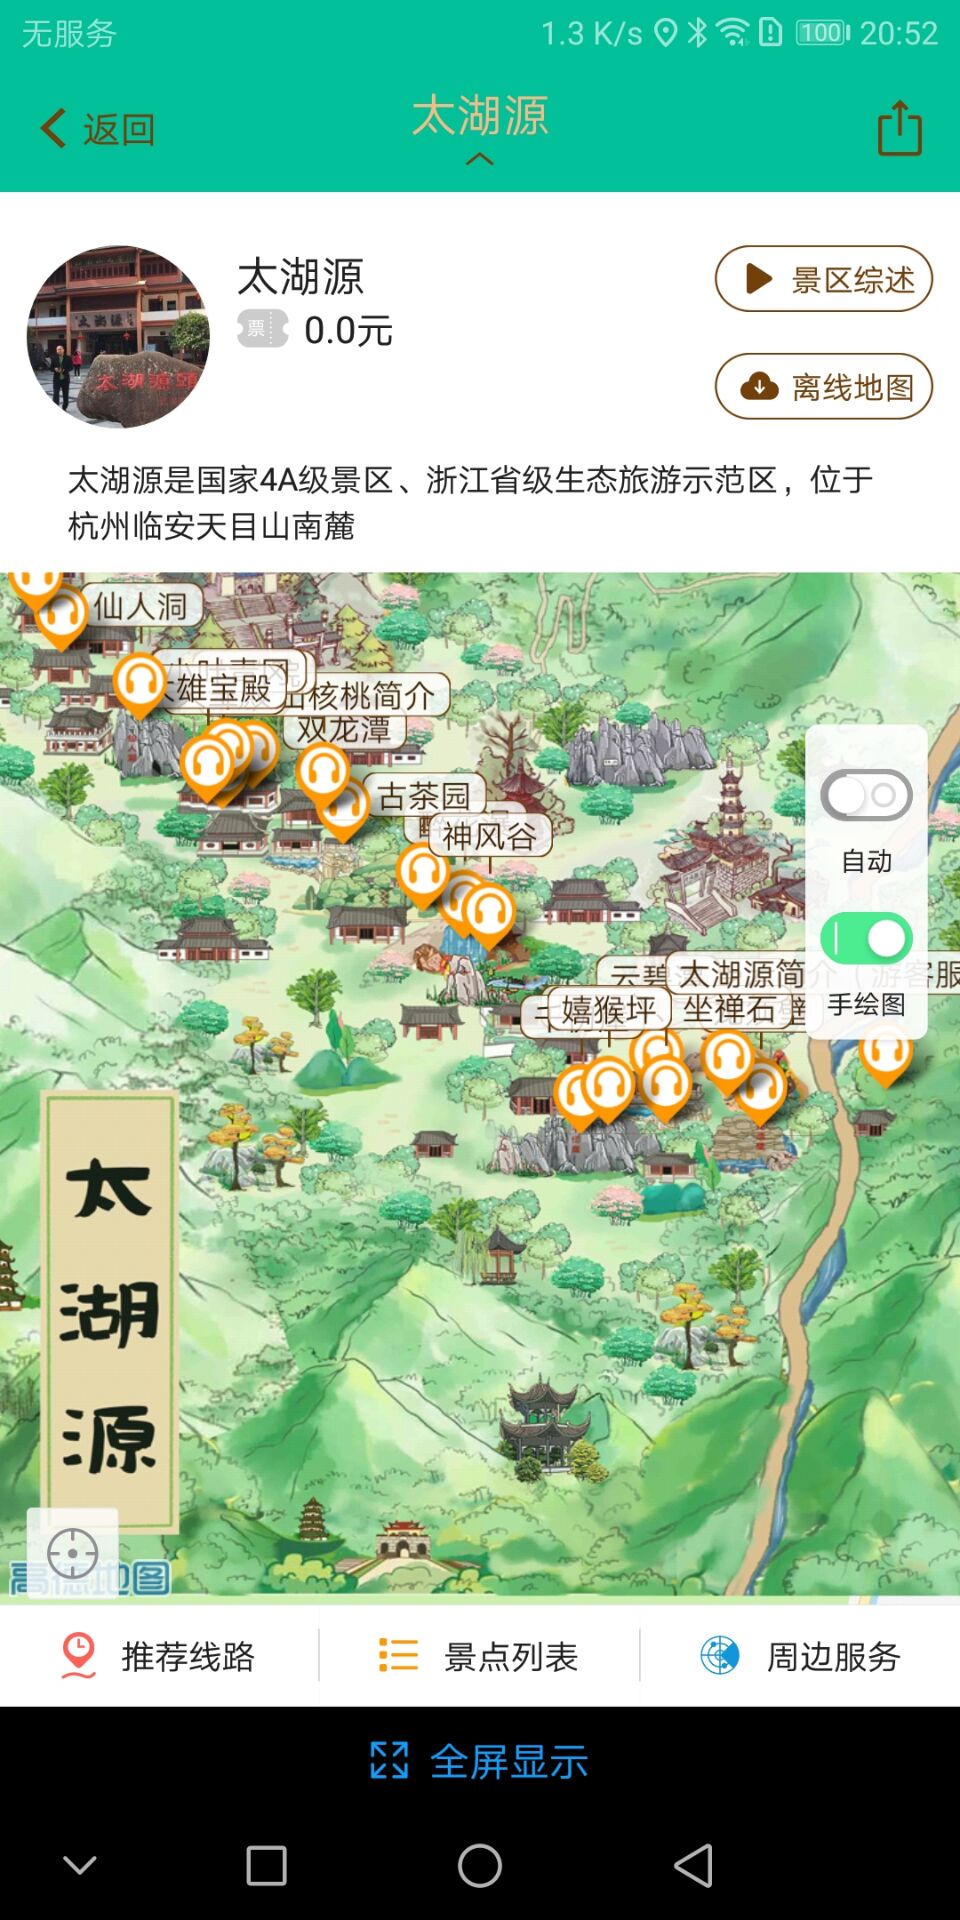 无服务
1.3 K/s
100
20:52
返回
太湖源
太湖源
票
0.0元
景区综述
离线地图
太湖源是国家4A级景区、浙江省级生态旅游示范区，位于
杭州临安天目山南麓
仙人洞
雄宝殿
山核桃简介
双龙潭
古茶园
神风谷
自动
云碧
太湖源简介（游客服
嬉猴坪
坐禅石
手绘图
太
湖
源
高德地图
推荐线路
景点列表
周边服务
全屏显示